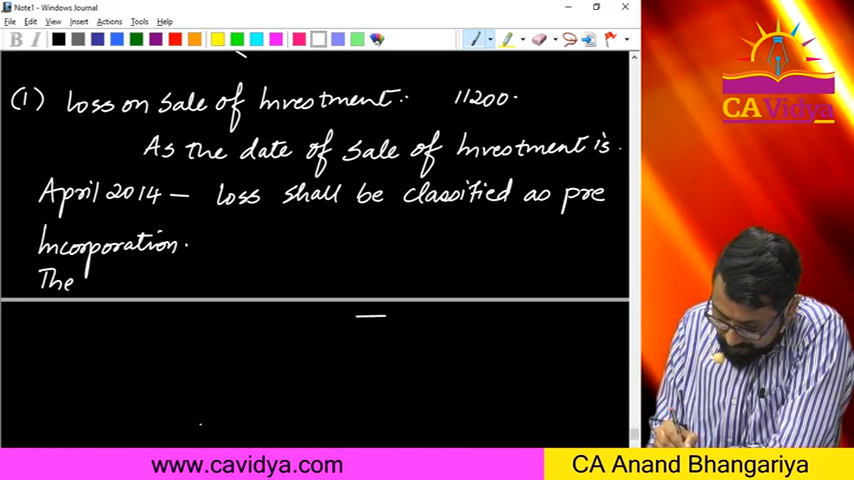 Note1 - Windows Journal
File Edit View Insert Actions Tools Help
B I
(1) Loss on Sale of Investment. 11200.
As the date of Sale of Investment is.
April 2014 — Loss shall be classified as pre
Incorporation.
The
CA Vidya
www.cavidya.com
CA Anand Bhangariya